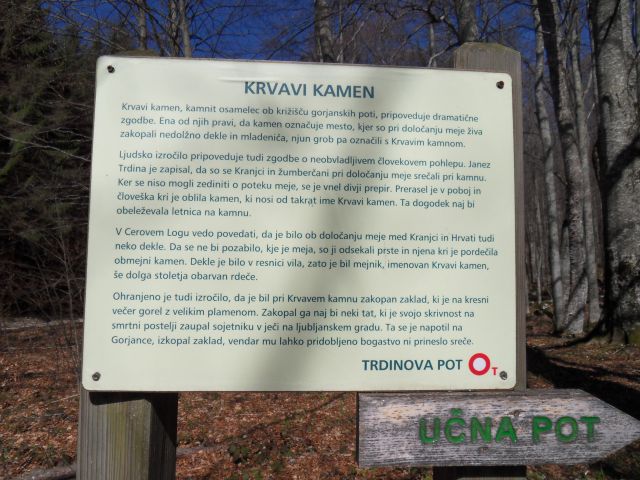 KRVAVI KAMEN
Krvavi kamen, kamnit osamelec ob križišču gorjanskih poti, pripoveduje dramatične
zgodbe. Ena od njih pravi, da kamen označuje mesto, kjer so pri določanju meje živa
zakopali nedolžno dekle in mladeniča, njun grob pa označili s Krvavim kamnom.
Ljudsko izročilo pripoveduje tudi zgodbe o neobvladljivem človekovem pohlepu. Janez
Trdina je zapisal, da so se Kranjci in žumberčani pri določanju meje srečali pri kamnu.
Ker se niso mogli zediniti o poteku meje, se je vnel divji prepir. Prerasel je v poboj in
človeška kri je oblila kamen, ki nosi od takrat ime Krvavi kamen. Ta dogodek naj bi
obeleževala letnica na kamnu.
V Cerovem Logu vedo povedati, da je bilo ob določanju meje med Kranjci in Hrvati tudi
neko dekle. Da se ne bi pozabilo, kje je meja, so ji odsekali prste in njena kri je pordečila
obmejni kamen. Dekle je bilo v resnici vila, zato je bil mejnik, imenovan Krvavi kamen,
še dolga stoletja obarvan rdeče.
Ohranjeno je tudi izročilo, da je bil pri Krvavem kamnu zakopan zaklad, ki je na kresni
večer gorel z velikim plamenom. Zakopal ga naj bi neki tat, ki je svojo skrivnost na
smrtni postelji zaupal sojetniku v ječi na ljubljanskem gradu. Ta se je napotil na
Gorjance, izkopal zaklad, vendar mu lahko pridobljeno bogastvo ni prineslo sreče.
TRDINOVA POT OT
UČNA POT